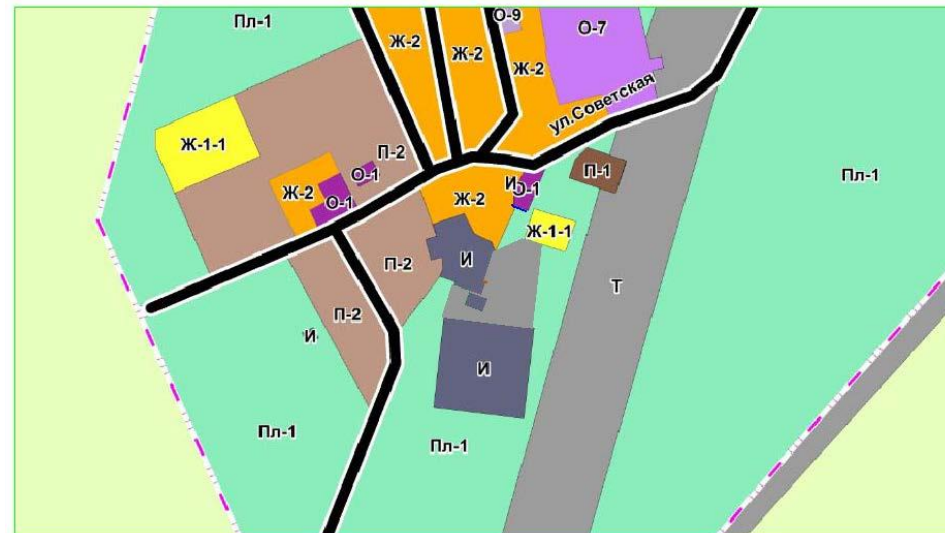 О-9
Пл-1
О-7
Ж-2
Ж-2
Ж-2
ул.Советская
Ж-1-1
П-2
О-1
П-1
Пл-1
Ж-2
О-1
И
О-1
Ж-2
Ж-1-1
И
П-2
Т
П-2
И
И
Пл-1
Пл-1